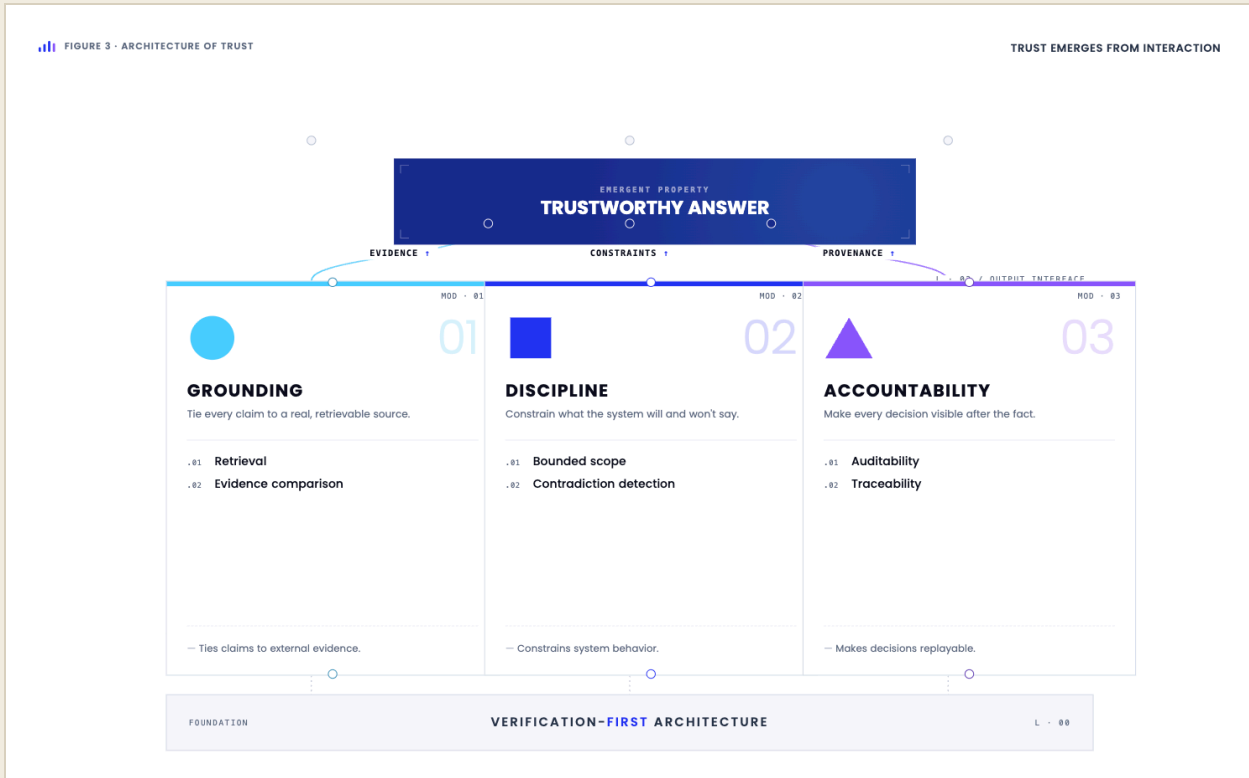 FIGURE 3 · ARCHITECTURE OF TRUST
TRUST EMERGES FROM INTERACTION
EMERGENT PROPERTY
TRUSTWORTHY ANSWER
EVIDENCE ↑
CONSTRAINTS ↑
PROVENANCE ↑
L · 02 / OUTPUT INTERFACE
MOD · 01
01
GROUNDING
Tie every claim to a real, retrievable source.
.01 Retrieval
.02 Evidence comparison
— Ties claims to external evidence.
MOD · 02
02
DISCIPLINE
Constrain what the system will and won't say.
.01 Bounded scope
.02 Contradiction detection
— Constrains system behavior.
MOD · 03
03
ACCOUNTABILITY
Make every decision visible after the fact.
.01 Auditability
.02 Traceability
— Makes decisions replayable.
FOUNDATION
VERIFICATION-FIRST ARCHITECTURE
L · 00